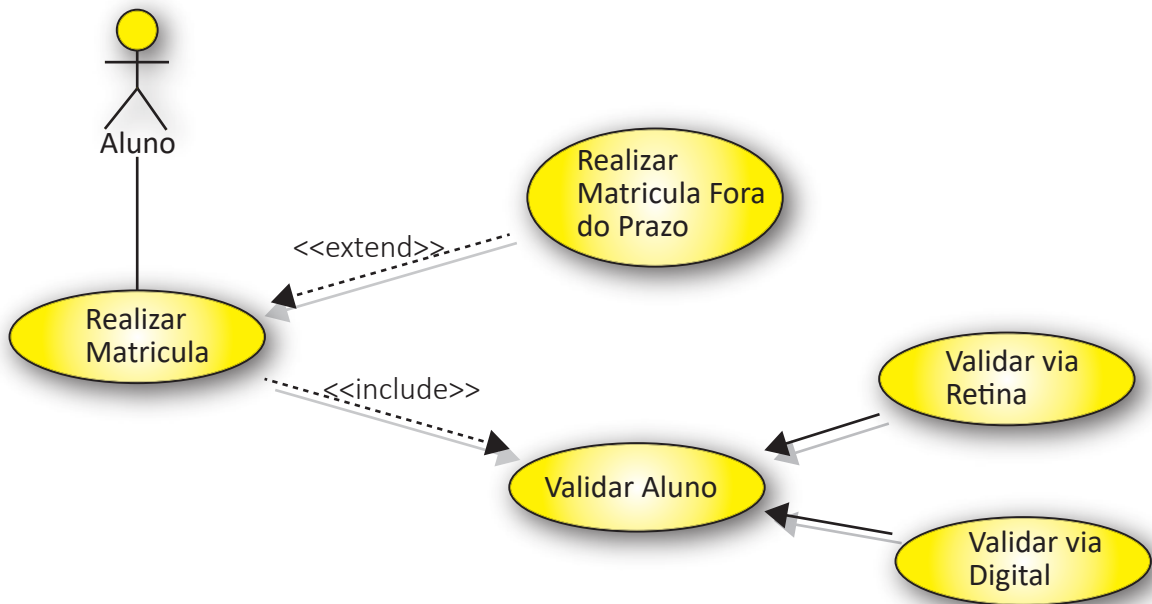 Aluno
Realizar
Matricula Fora
do Prazo
<<extend>>
Realizar
Matricula
<<include>>
Validar via
Retina
Validar Aluno
Validar via
Digital